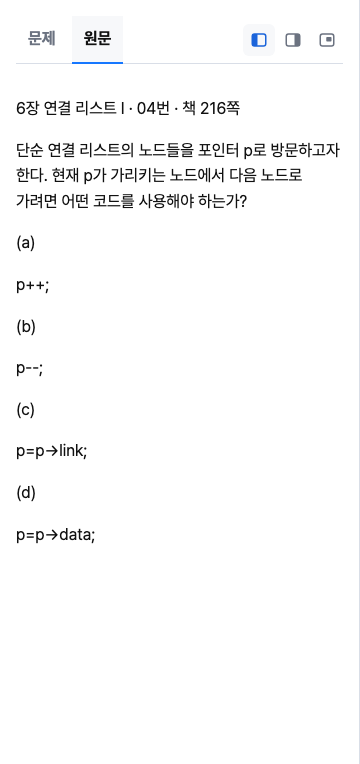 문제 원문
6장 연결 리스트 I · 04번 · 책 216쪽
단순 연결 리스트의 노드들을 포인터 p로 방문하고자
한다. 현재 p가 가리키는 노드에서 다음 노드로
가려면 어떤 코드를 사용해야 하는가?
(a)
p++;
(b)
p--;
(c)
p=p→link;
(d)
p=p→data;